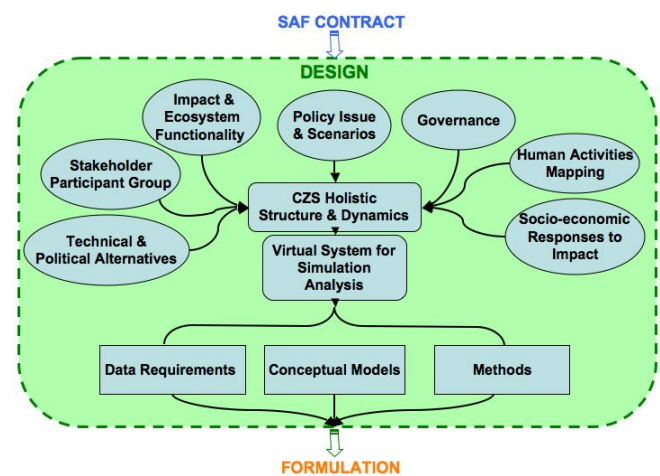 SAF CONTRACT
DESIGN
Impact &
Ecosystem
Functionality
Policy Issue
& Scenarios
Governance
Stakeholder
Participant Group
Human Activities
Mapping
CZS Holistic
Structure & Dynamics
Technical &
Political Alternatives
Socio-economic
Responses to
Impact
Virtual System for
Simulation
Analysis
Data Requirements
Conceptual Models
Methods
FORMULATION